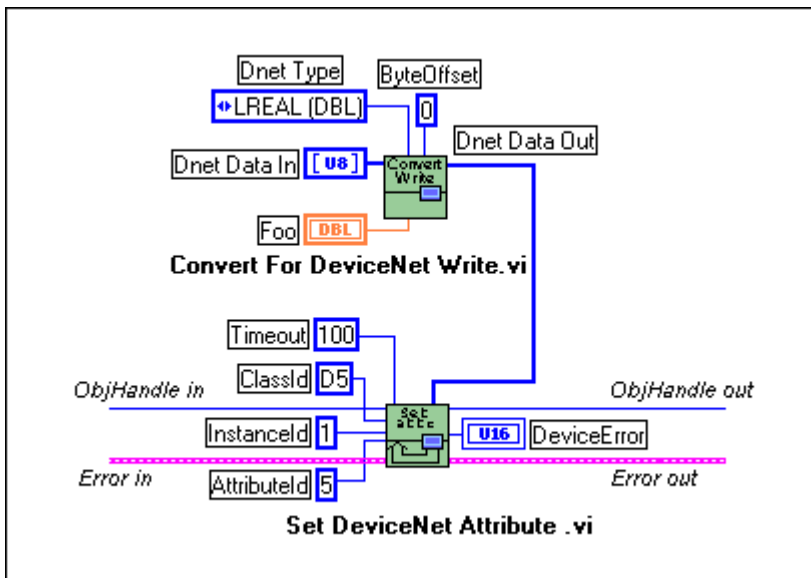 Dnet Type
ByteOffset
LREAL (DBL)
0
Dnet Data Out
Dnet Data In
[U8]
Convert
Write
Foo
DBL
Convert For DeviceNet Write.vi
Timeout
100
ClassId
D5
ObjHandle in
ObjHandle out
Set
attr
InstanceId
1
U16
DeviceError
Error in
AttributeId
5
Error out
Set DeviceNet Attribute .vi